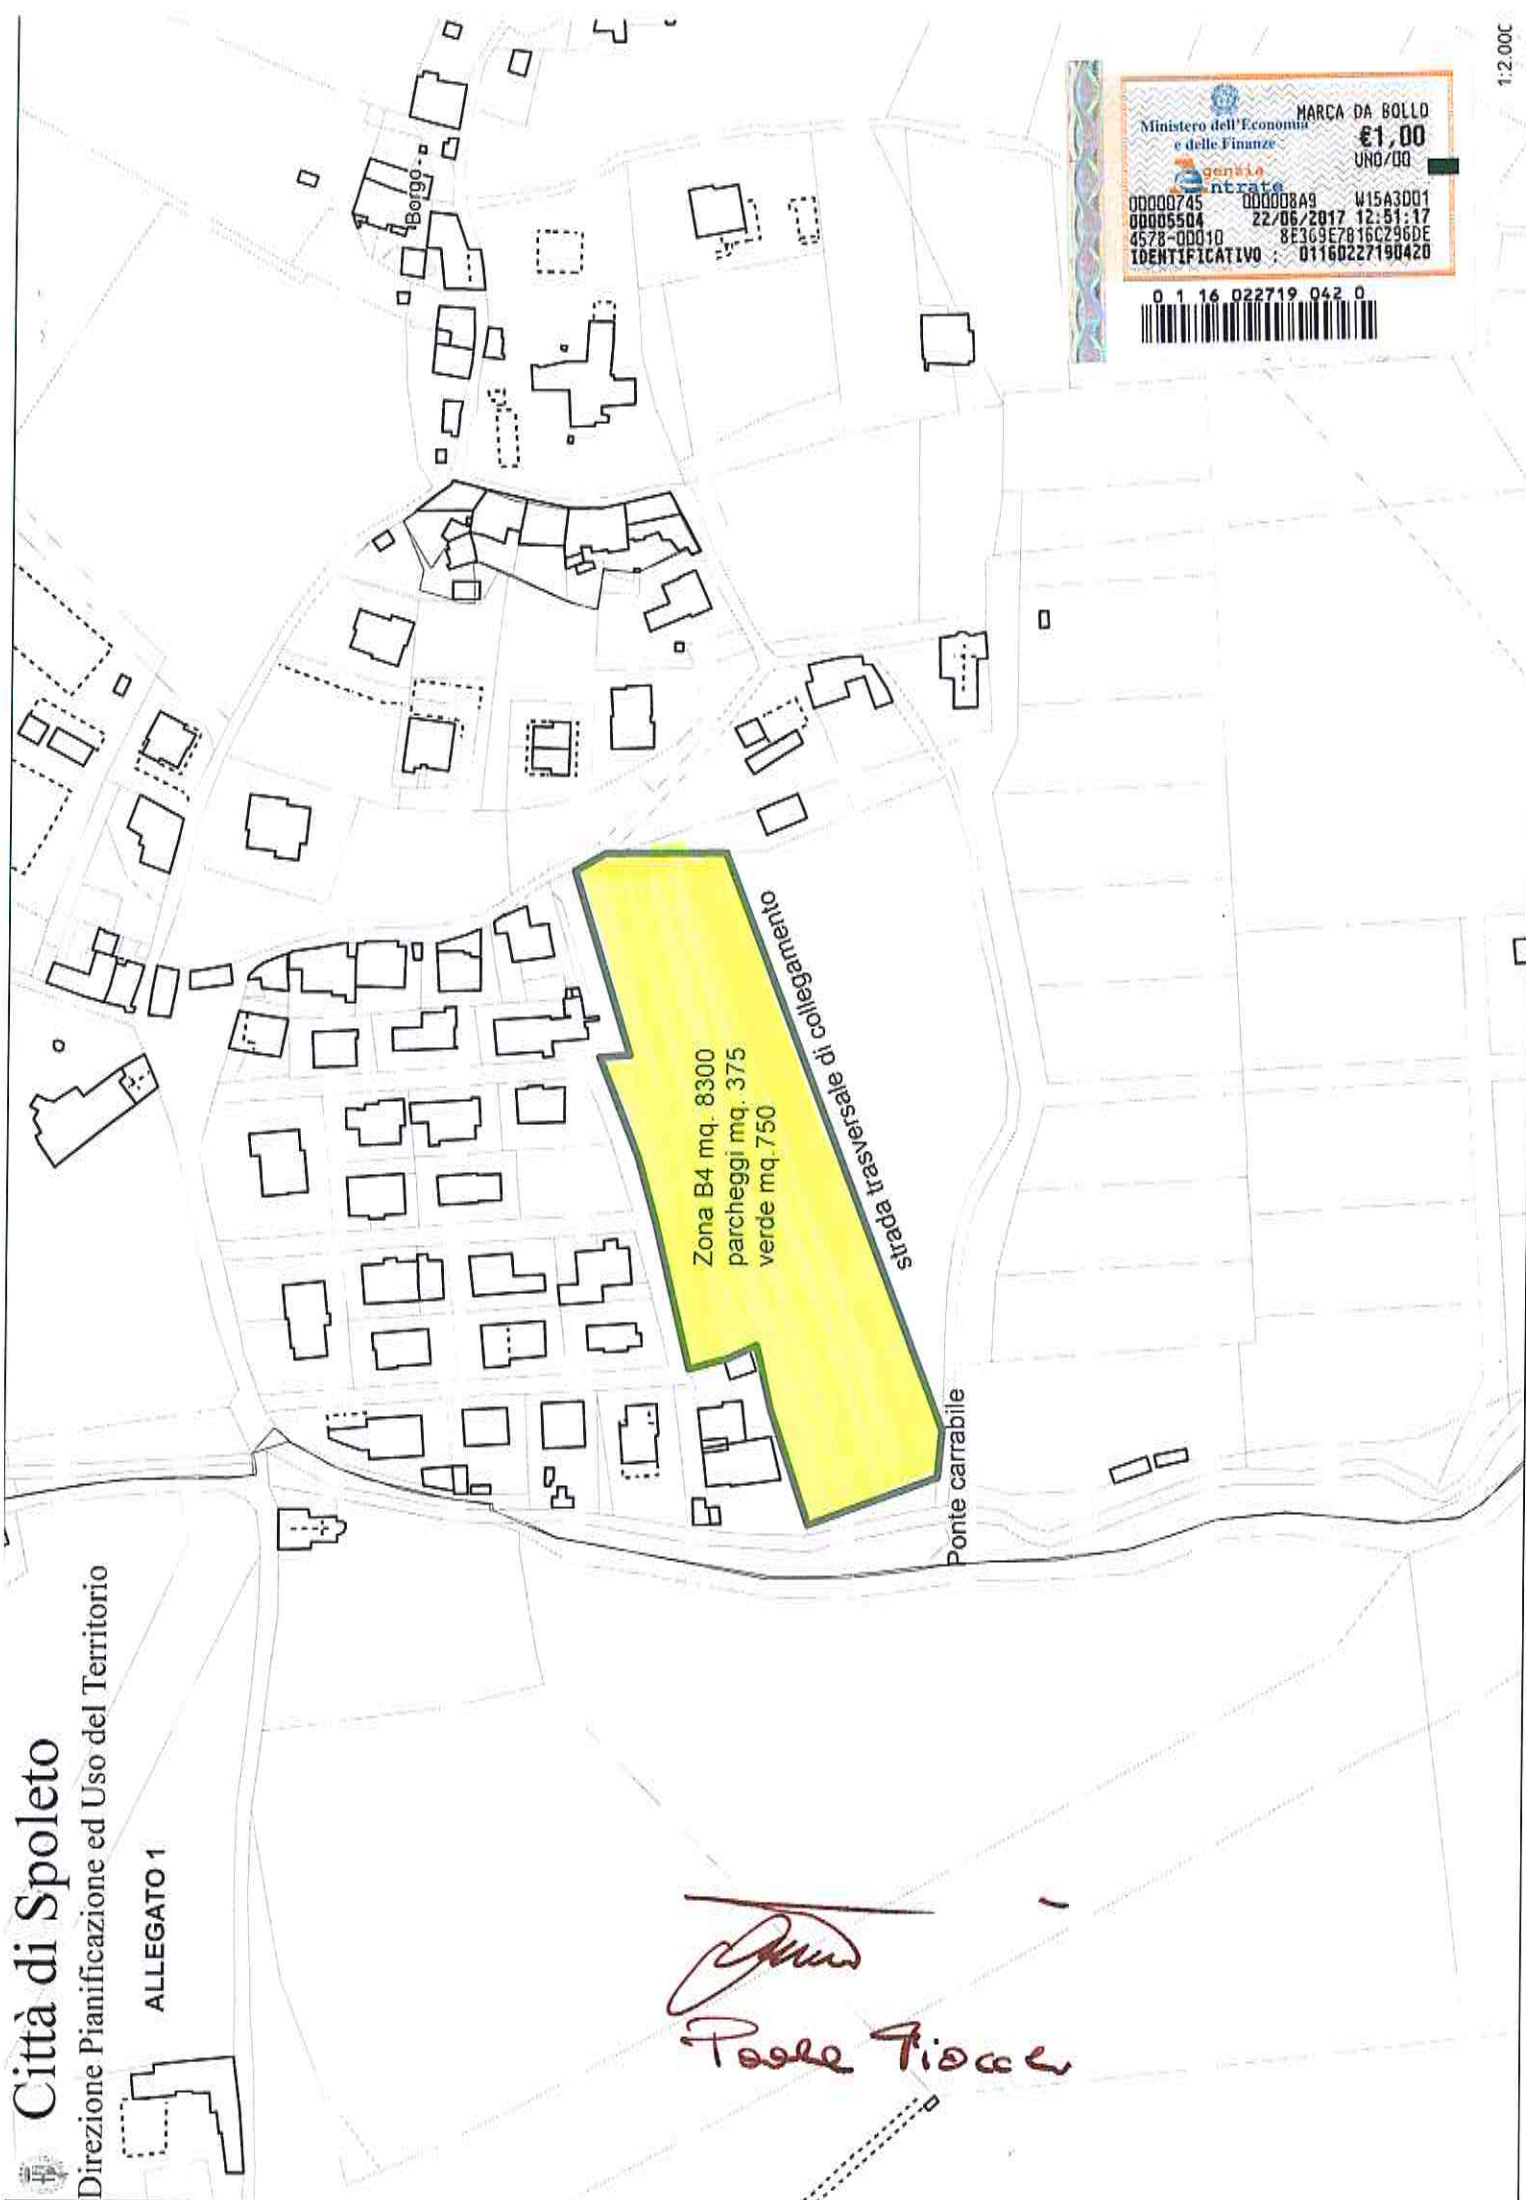 Città di Spoleto
Direzione Pianificazione ed Uso del Territorio
ALLEGATO 1
Borgo
Zona B4 mq. 8300
parcheggi mq. 375
verde mq.750
strada trasversale di collegamento
Ponte carrabile
Ministero dell'Economia
e delle Finanze
MARCA DA BOLLO
€1,00
UNO/00
Agenzia
Entrate
00000745 000008A9 W15A3D01
00005504 22/06/2017 12:51:17
4578-00010 8E369E7B16C296DE
IDENTIFICATIVO : 01160227190420
0 1 16 022719 042 0
1:2.000